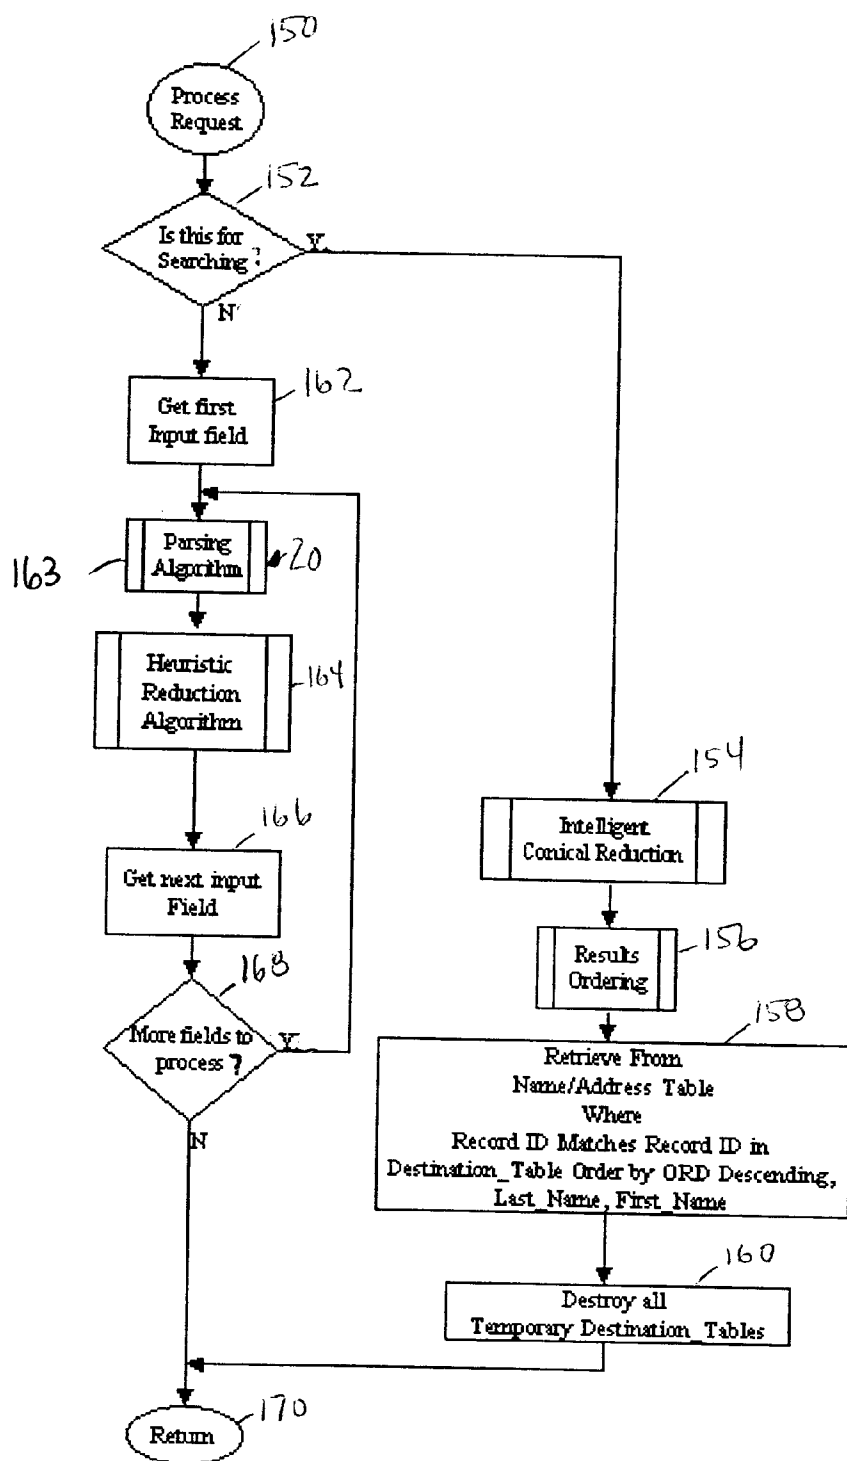 150
Process
Request
152
Is this for
Searching?
Y
N
162
Get first
Input field
163
Parsing
Algorithm
20
Heuristic
Reduction
Algorithm
164
166
Get next input
Field
168
More fields to
process?
Y
N
154
Intelligent
Conical Reduction
156
Results
Ordering
158
Retrieve From
Name/Address Table
Where
Record ID Matches Record ID in
Destination_Table Order by ORD Descending,
Last_Name, First_Name
160
Destroy all
Temporary Destination_Tables
170
Return